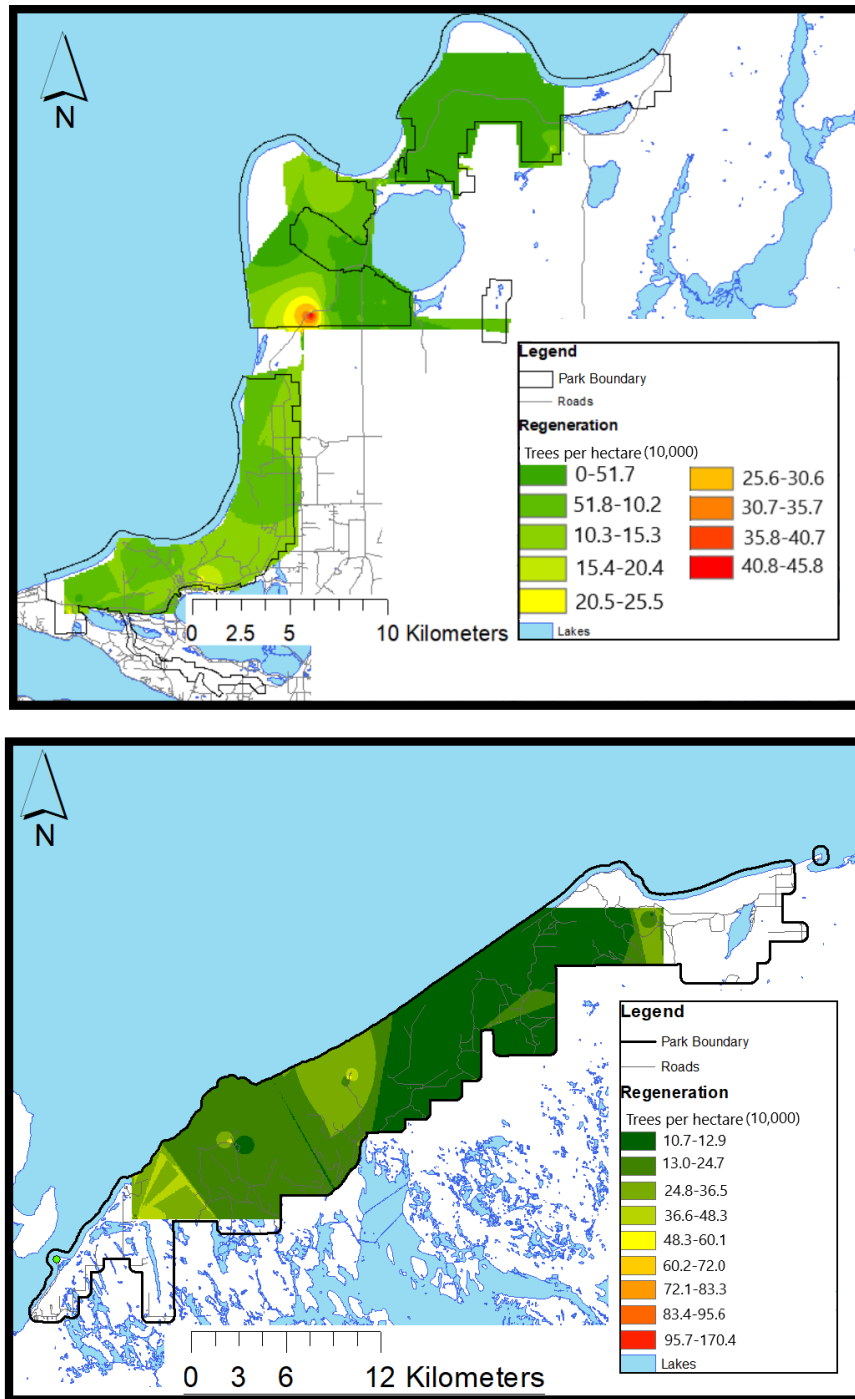 N
Legend
Park Boundary
Roads
Regeneration
Trees per hectare (10,000)
0-51.7
25.6-30.6
51.8-10.2
30.7-35.7
10.3-15.3
35.8-40.7
15.4-20.4
40.8-45.8
20.5-25.5
Lakes
0 2.5 5 10 Kilometers
N
Legend
Park Boundary
Roads
Regeneration
Trees per hectare (10,000)
10.7-12.9
13.0-24.7
24.8-36.5
36.6-48.3
48.3-60.1
60.2-72.0
72.1-83.3
83.4-95.6
95.7-170.4
Lakes
0 3 6 12 Kilometers